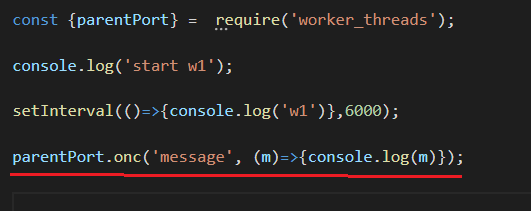 const {parentPort} =  require('worker_threads');
console.log('start w1');
setInterval(()=>{console.log('w1')},6000);
parentPort.onc('message', (m)=>{console.log(m)});